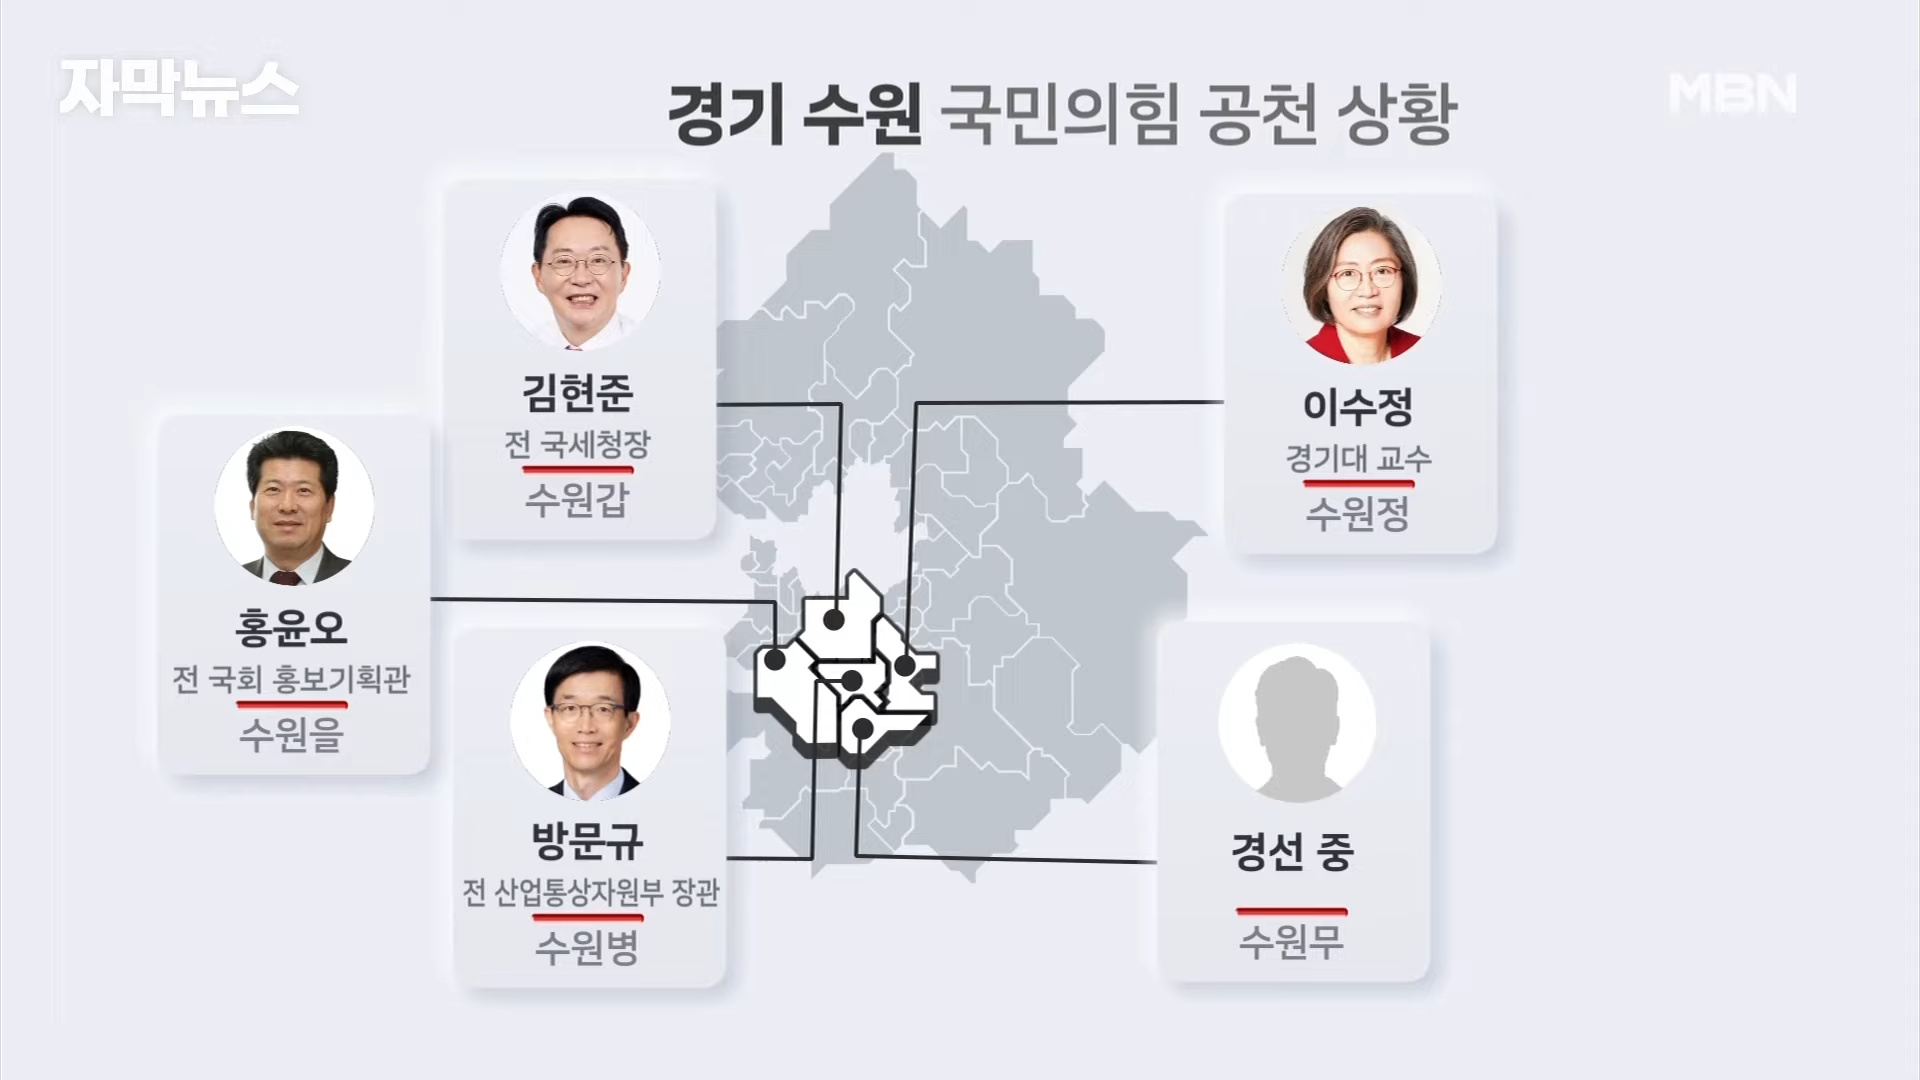 자막뉴스
경기 수원 국민의힘 공천 상황
MBN
김현준
전 국세청장
수원갑
이수정
경기대 교수
수원정
홍윤오
전 국회 홍보기획관
수원을
방문규
전 산업통상자원부 장관
수원병
경선 중
수원무